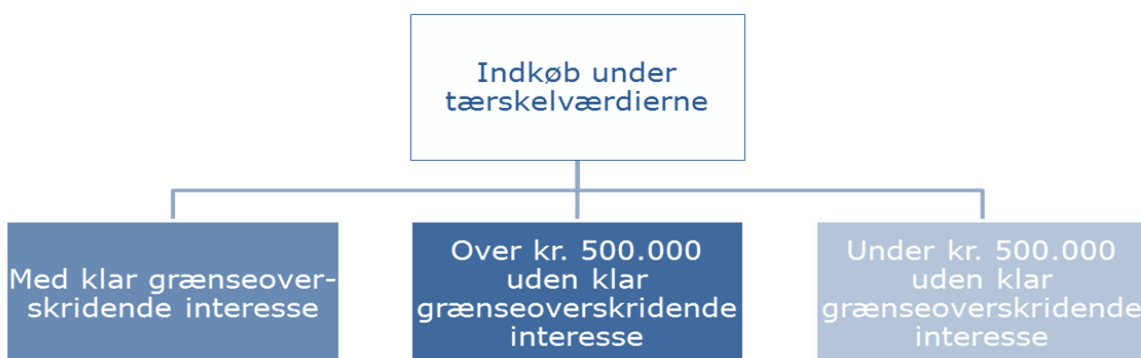 Indkøb under
tærskelværdierne
Med klar grænseover-
skridende interesse
Over kr. 500.000
uden klar
grænseoverskridende
interesse
Under kr. 500.000
uden klar
grænseoverskridende
interesse